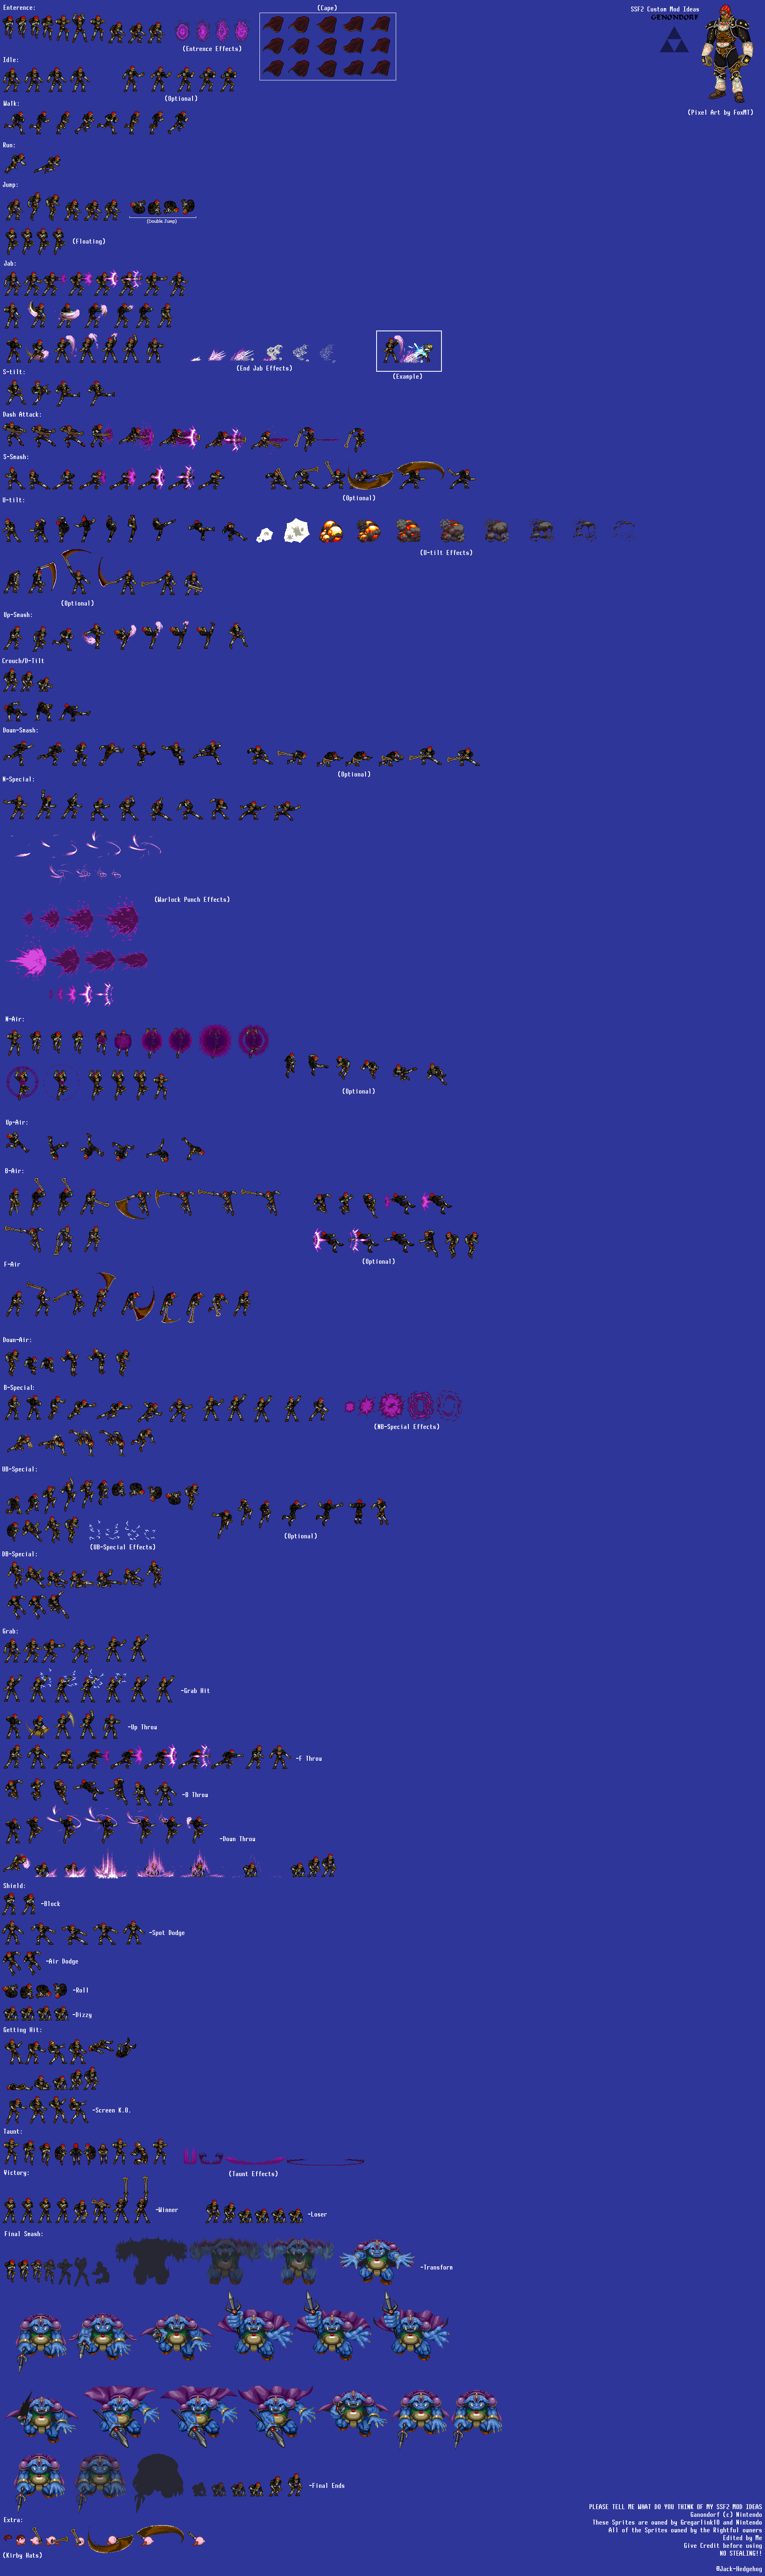 Enterence:
(Cape)
SSF2 Custom Mod Ideas
GENONDORF
(Entrence Effects)
Idle:
(Optional)
(Pixel Art by FoxMT)
Walk:
Run:
Jump:
(Double Jump)
(Floating)
Jab:
(End Jab Effects)
(Example)
S-tilt:
Dash Attack:
S-Smash:
(Optional)
U-tilt:
(U-tilt Effects)
(Optional)
Up-Smash:
Crouch/D-Tilt
Down-Smash:
(Optional)
N-Special:
(Warlock Punch Effects)
N-Air:
(Optional)
Up-Air:
B-Air:
(Optional)
F-Air
Down-Air:
B-Special:
(NB-Special Effects)
UB-Special:
(Optional)
(UB-Special Effects)
DB-Special:
Grab:
-Grab Hit
-Up Throw
-F Throw
-B Throw
-Down Throw
Shield:
-Block
-Spot Dodge
-Air Dodge
-Roll
-Dizzy
Getting Hit:
-Screen K.O.
Taunt:
(Taunt Effects)
Victory:
-Winner
-Loser
Final Smash:
-Transform
-Final Ends
Extra:
(Kirby Hats)
PLEASE TELL ME WHAT DO YOU THINK OF MY SSF2 MOD IDEAS
Ganondorf (c) Nintendo
These Sprites are owned by Gregarlink10 and Nintendo
All of the Sprites owned by the Rightful owners
Edited by Me
Give Credit before using
NO STEALING!!
@Jack-Hedgehog